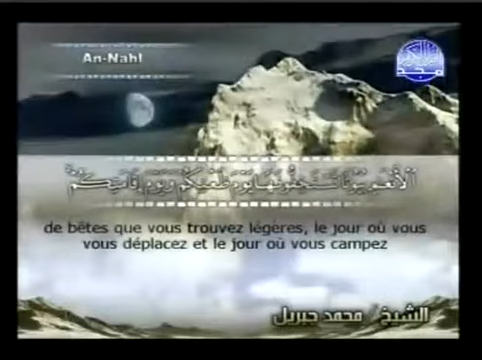 An-Nahl
مجد
ٱلْأَنْعَٰمِ بُيُوتًا تَسْتَخِفُّونَهَا يَوْمَ ظَعْنِكُمْ وَيَوْمَ إِقَامَتِكُمْ
de bêtes que vous trouvez légères, le jour où vous
vous déplacez et le jour où vous campez
الشيخ / محمد جبريل